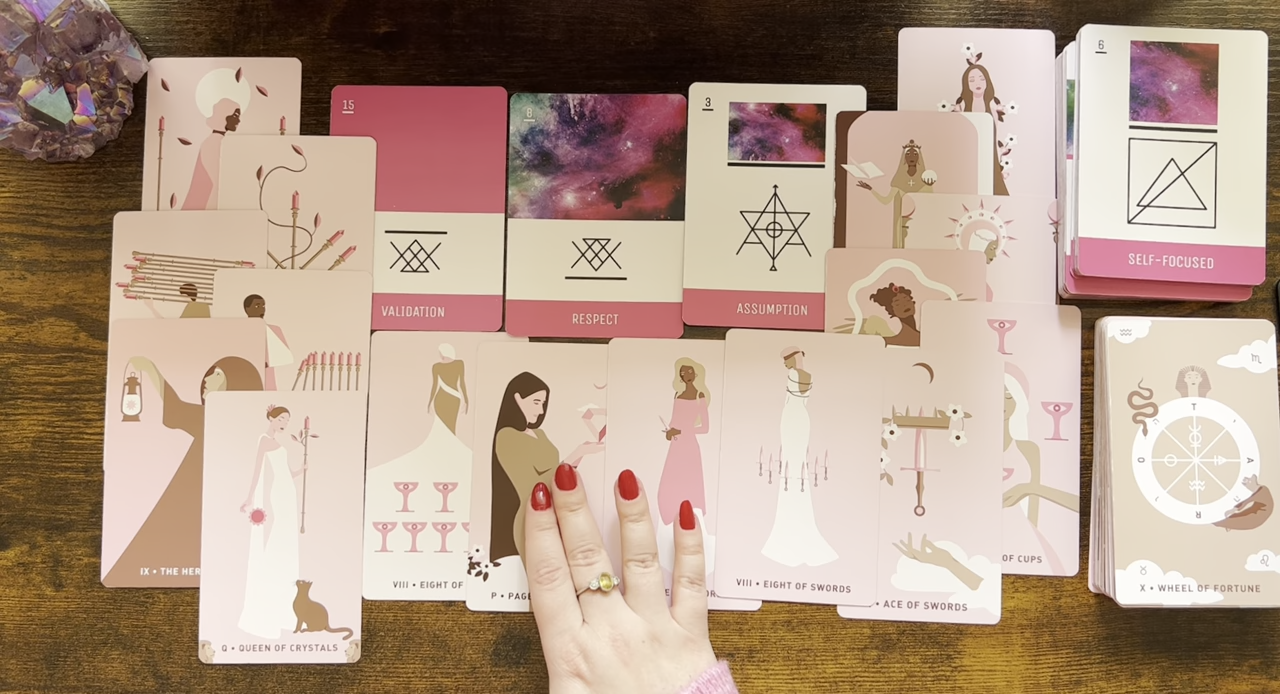 15
VALIDATION
8
RESPECT
3
ASSUMPTION
6
SELF-FOCUSED
IX • THE HER
Q • QUEEN OF CRYSTALS
VIII • EIGHT OF
P • PAGE
VIII • EIGHT OF SWORDS
• ACE OF SWORDS
OF CUPS
T
A
R
O
X • WHEEL OF FORTUNE